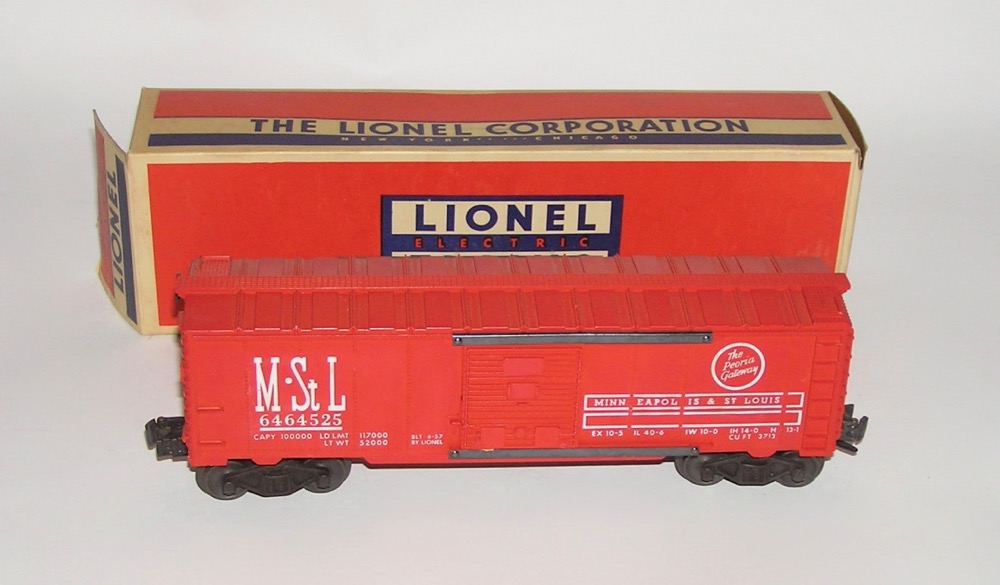 THE LIONEL CORPORATION
NEW YORK ····· CHICAGO
LIONEL
LIONEL
ELECTRIC
M·StL
6464525
CAPY 100000 LD LMT 117000
LT WT 52000
BLT 6-57
BY LIONEL
The
Peoria
Gateway
MINNEAPOLIS & ST LOUIS
EX 10-5 IL 40-6 IW 10-0 IH 14-0 H 13-1
CU FT 3713